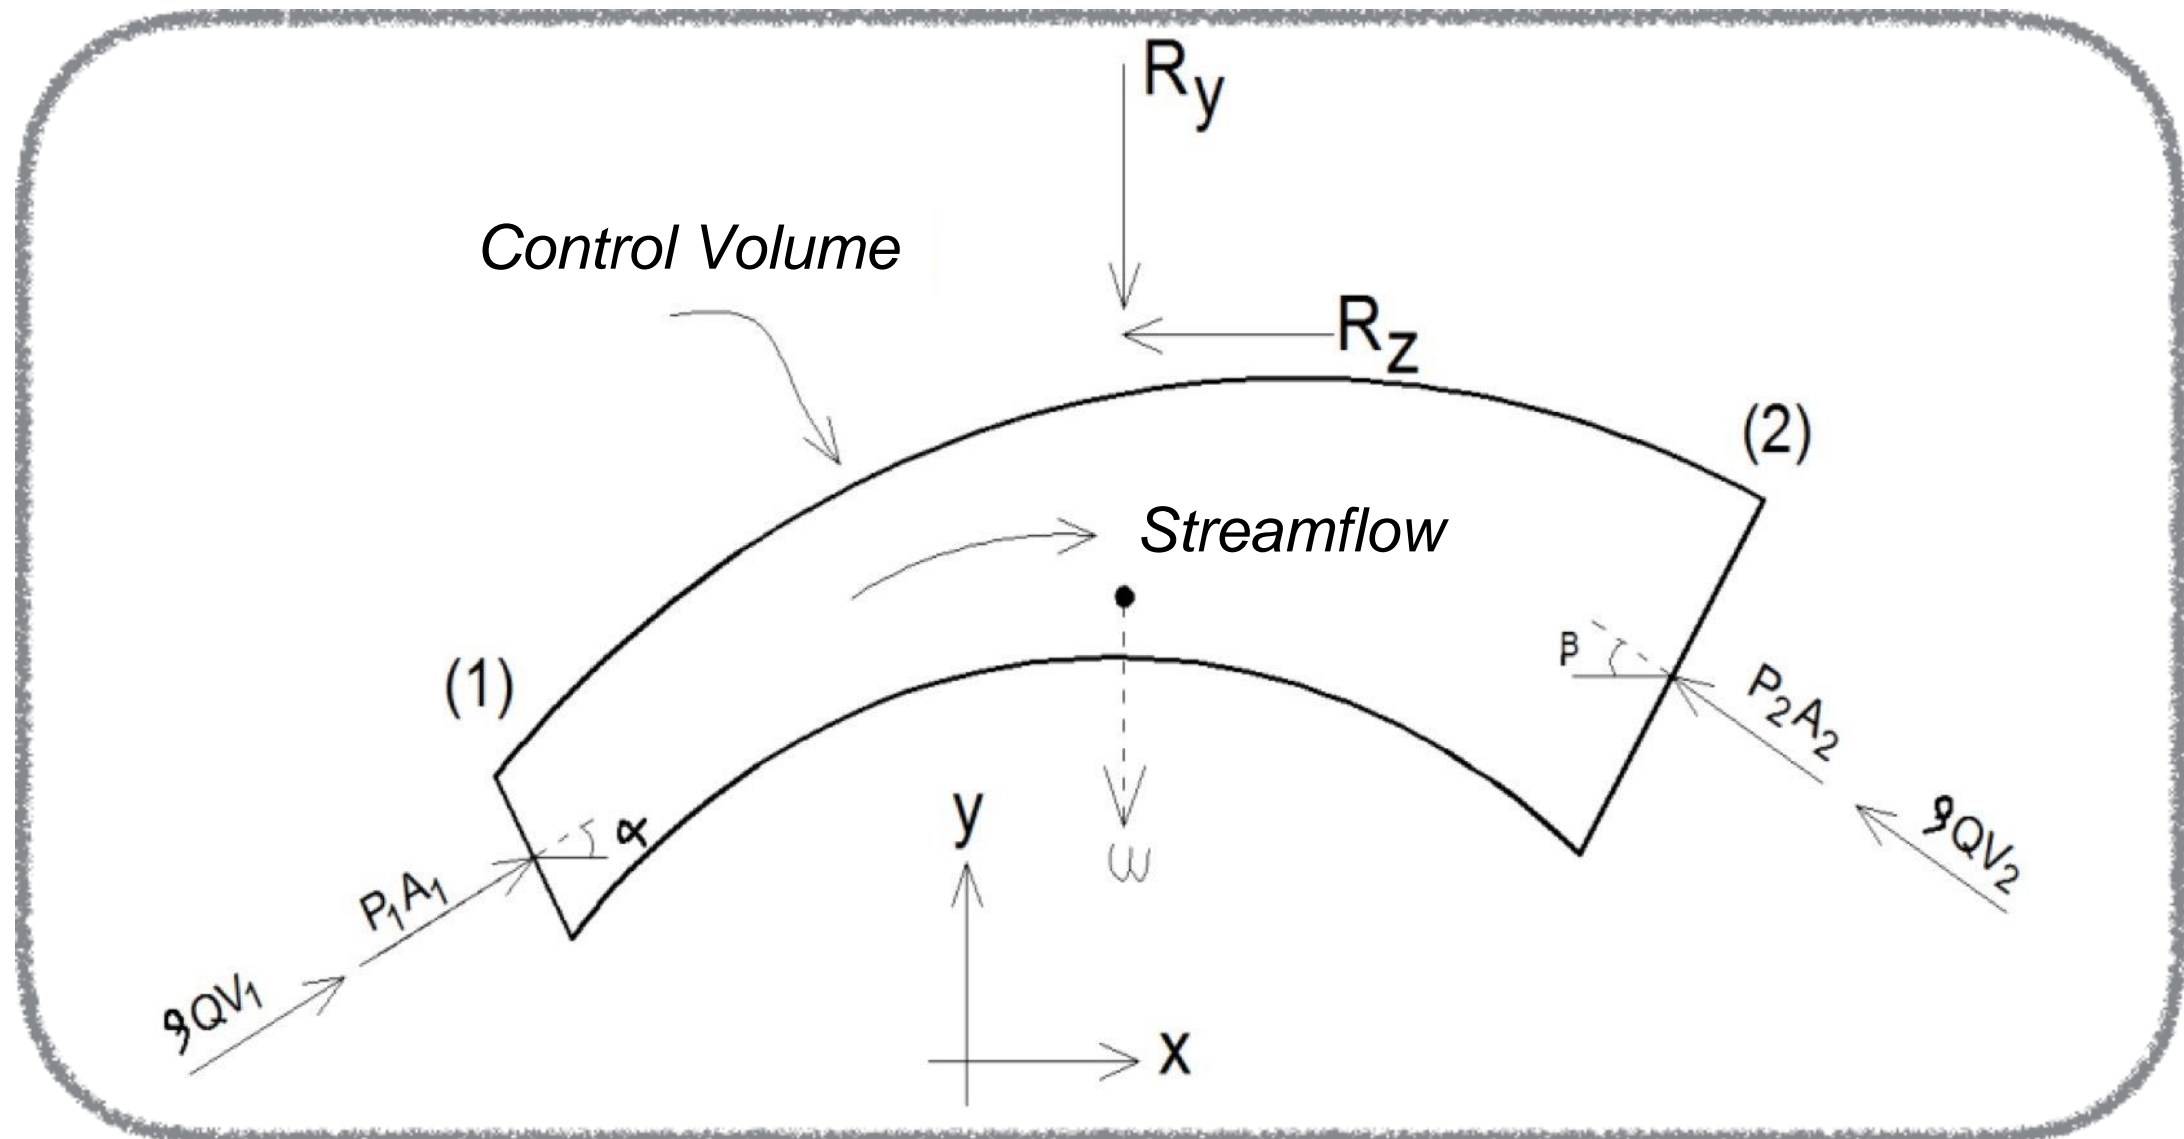 Ry
Control Volume
Rz
(2)
Streamflow
(1)
β
P₂A₂
α
y
ω
P₁A₁
ρQV₂
ρQV₁
x